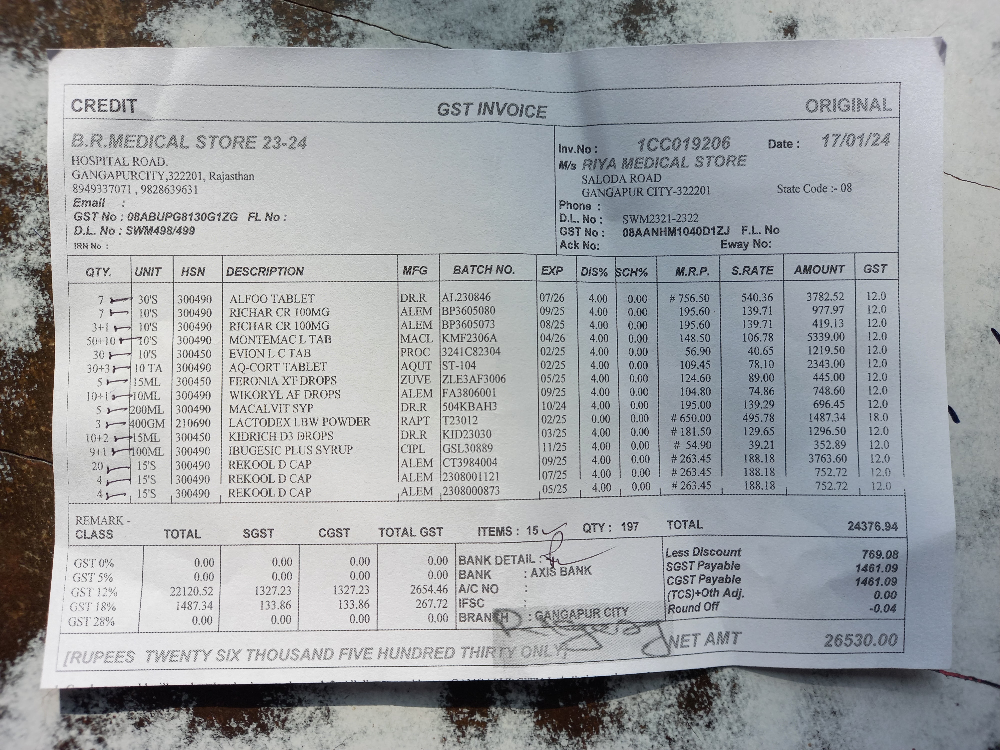 CREDIT GST INVOICE ORIGINAL
B.R.MEDICAL STORE 23-24
HOSPITAL ROAD.
GANGAPURCITY,322201, Rajasthan
8949337071 , 9828639631
Email :
GST No : 08ABUPG8130G1ZG FL No :
D.L. No : SWM498/499
IRN No :
Inv.No : 1CC019206 Date : 17/01/24
M/s RIYA MEDICAL STORE
SALODA ROAD
GANGAPUR CITY-322201 State Code :- 08
Phone :
D.L. No : SWM2321-2322
GST No : 08AANHM1040D1ZJ F.L. No
Ack No: Eway No:
QTY. UNIT HSN DESCRIPTION MFG BATCH NO. EXP DIS% SCH% M.R.P. S.RATE AMOUNT GST
7 30'S 300490 ALFOO TABLET DR.R AL230846 07/26 4.00 0.00 # 756.50 540.36 3782.52 12.0
7 10'S 300490 RICHAR CR 100MG ALEM BP3605080 09/25 4.00 0.00 195.60 139.71 977.97 12.0
3+1 10'S 300490 RICHAR CR 100MG ALEM BP3605073 08/25 4.00 0.00 195.60 139.71 419.13 12.0
50+10 10'S 300490 MONTEMAC L TAB MACL KMF2306A 04/26 4.00 0.00 148.50 106.78 5339.00 12.0
30 10'S 300450 EVION L C TAB PROC 3241C82304 02/25 4.00 0.00 56.90 40.65 1219.50 12.0
30+3 10 TA 300490 AQ-CORT TABLET AQUT ST-104 02/25 4.00 0.00 109.45 78.10 2343.00 12.0
5 15ML 300450 FERONIA XT DROPS ZUVE ZLE3AF3006 05/25 4.00 0.00 124.60 89.00 445.00 12.0
10+1 10ML 300490 WIKORYL AF DROPS ALEM FA3806001 09/25 4.00 0.00 104.80 74.86 748.60 12.0
5 200ML 300490 MACALVIT SYP DR.R 504KBAH3 10/24 4.00 0.00 195.00 139.29 696.45 12.0
3 400GM 210690 LACTODEX LBW POWDER RAPT T23012 02/25 0.00 0.00 # 650.00 495.78 1487.34 18.0
10+2 15ML 300450 KIDRICH D3 DROPS DR.R KID23030 03/25 4.00 0.00 # 181.50 129.65 1296.50 12.0
9+1 100ML 300490 IBUGESIC PLUS SYRUP CIPL GSL30889 11/25 4.00 0.00 # 54.90 39.21 352.89 12.0
20 15'S 300490 REKOOL D CAP ALEM CT3984004 09/25 4.00 0.00 # 263.45 188.18 3763.60 12.0
4 15'S 300490 REKOOL D CAP ALEM 2308001121 07/25 4.00 0.00 # 263.45 188.18 752.72 12.0
4 15'S 300490 REKOOL D CAP ALEM 2308000873 05/25 4.00 0.00 # 263.45 188.18 752.72 12.0
REMARK - ITEMS : 15 QTY : 197 TOTAL 24376.94
CLASS TOTAL SGST CGST TOTAL GST
GST 0% 0.00 0.00 0.00 0.00
GST 5% 0.00 0.00 0.00 0.00
GST 12% 22120.52 1327.23 1327.23 2654.46
GST 18% 1487.34 133.86 133.86 267.72
GST 28% 0.00 0.00 0.00 0.00
BANK DETAIL :
BANK : AXIS BANK
A/C NO :
IFSC :
BRANCH : GANGAPUR CITY
Less Discount 769.08
SGST Payable 1461.09
CGST Payable 1461.09
(TCS)+Oth Adj. 0.00
Round Off -0.04
NET AMT 26530.00
[RUPEES TWENTY SIX THOUSAND FIVE HUNDRED THIRTY ONLY]